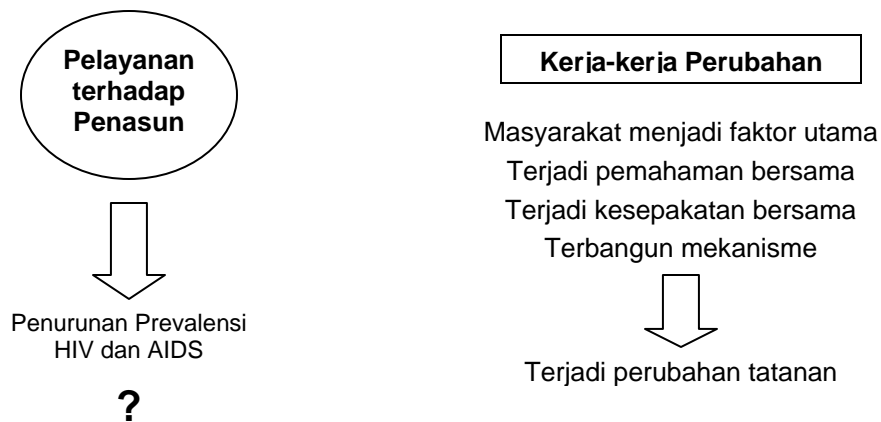 Pelayanan
terhadap
Penasun
Penurunan Prevalensi
HIV dan AIDS
?
Kerja-kerja Perubahan
Masyarakat menjadi faktor utama
Terjadi pemahaman bersama
Terjadi kesepakatan bersama
Terbangun mekanisme
Terjadi perubahan tatanan